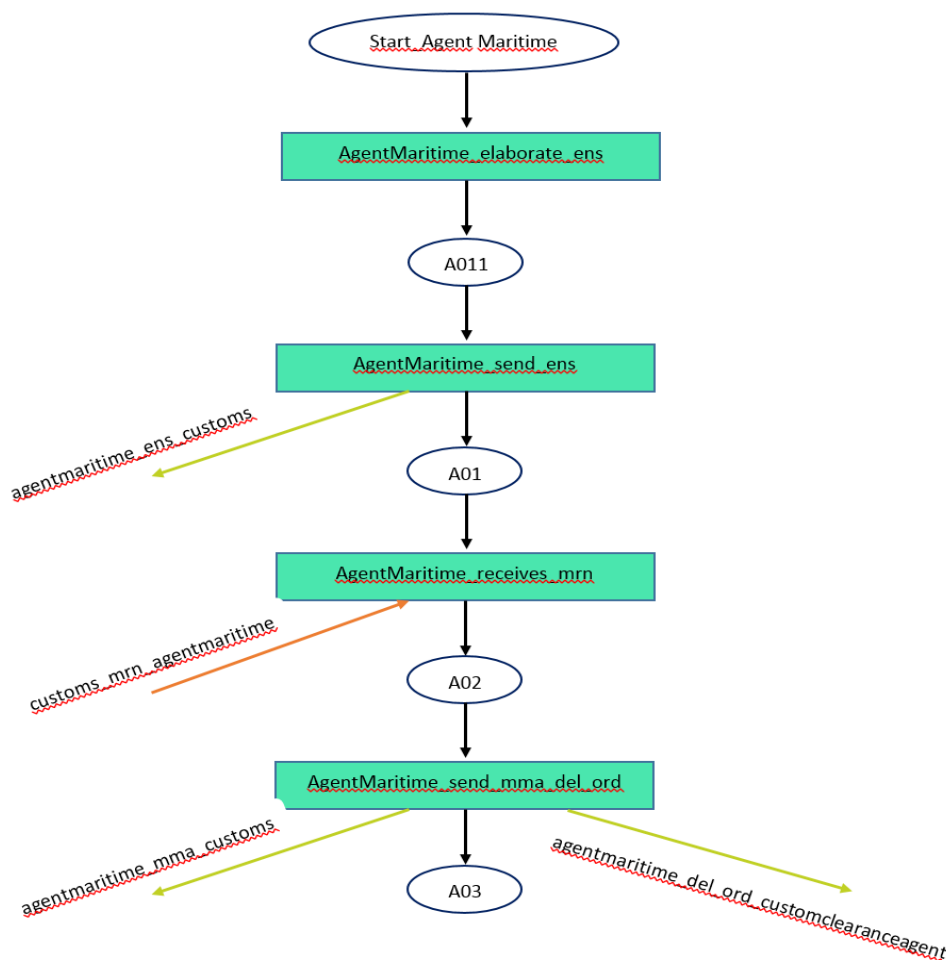 Start_Agent Maritime
AgentMaritime_elaborate_ens
A011
AgentMaritime_send_ens
agentmaritime_ens_customs
A01
AgentMaritime_receives_mrn
customs_mrn_agentmaritime
A02
AgentMaritime_send_mma_del_ord
agentmaritime_mma_customs
agentmaritime_del_ord_customclearanceagent
A03